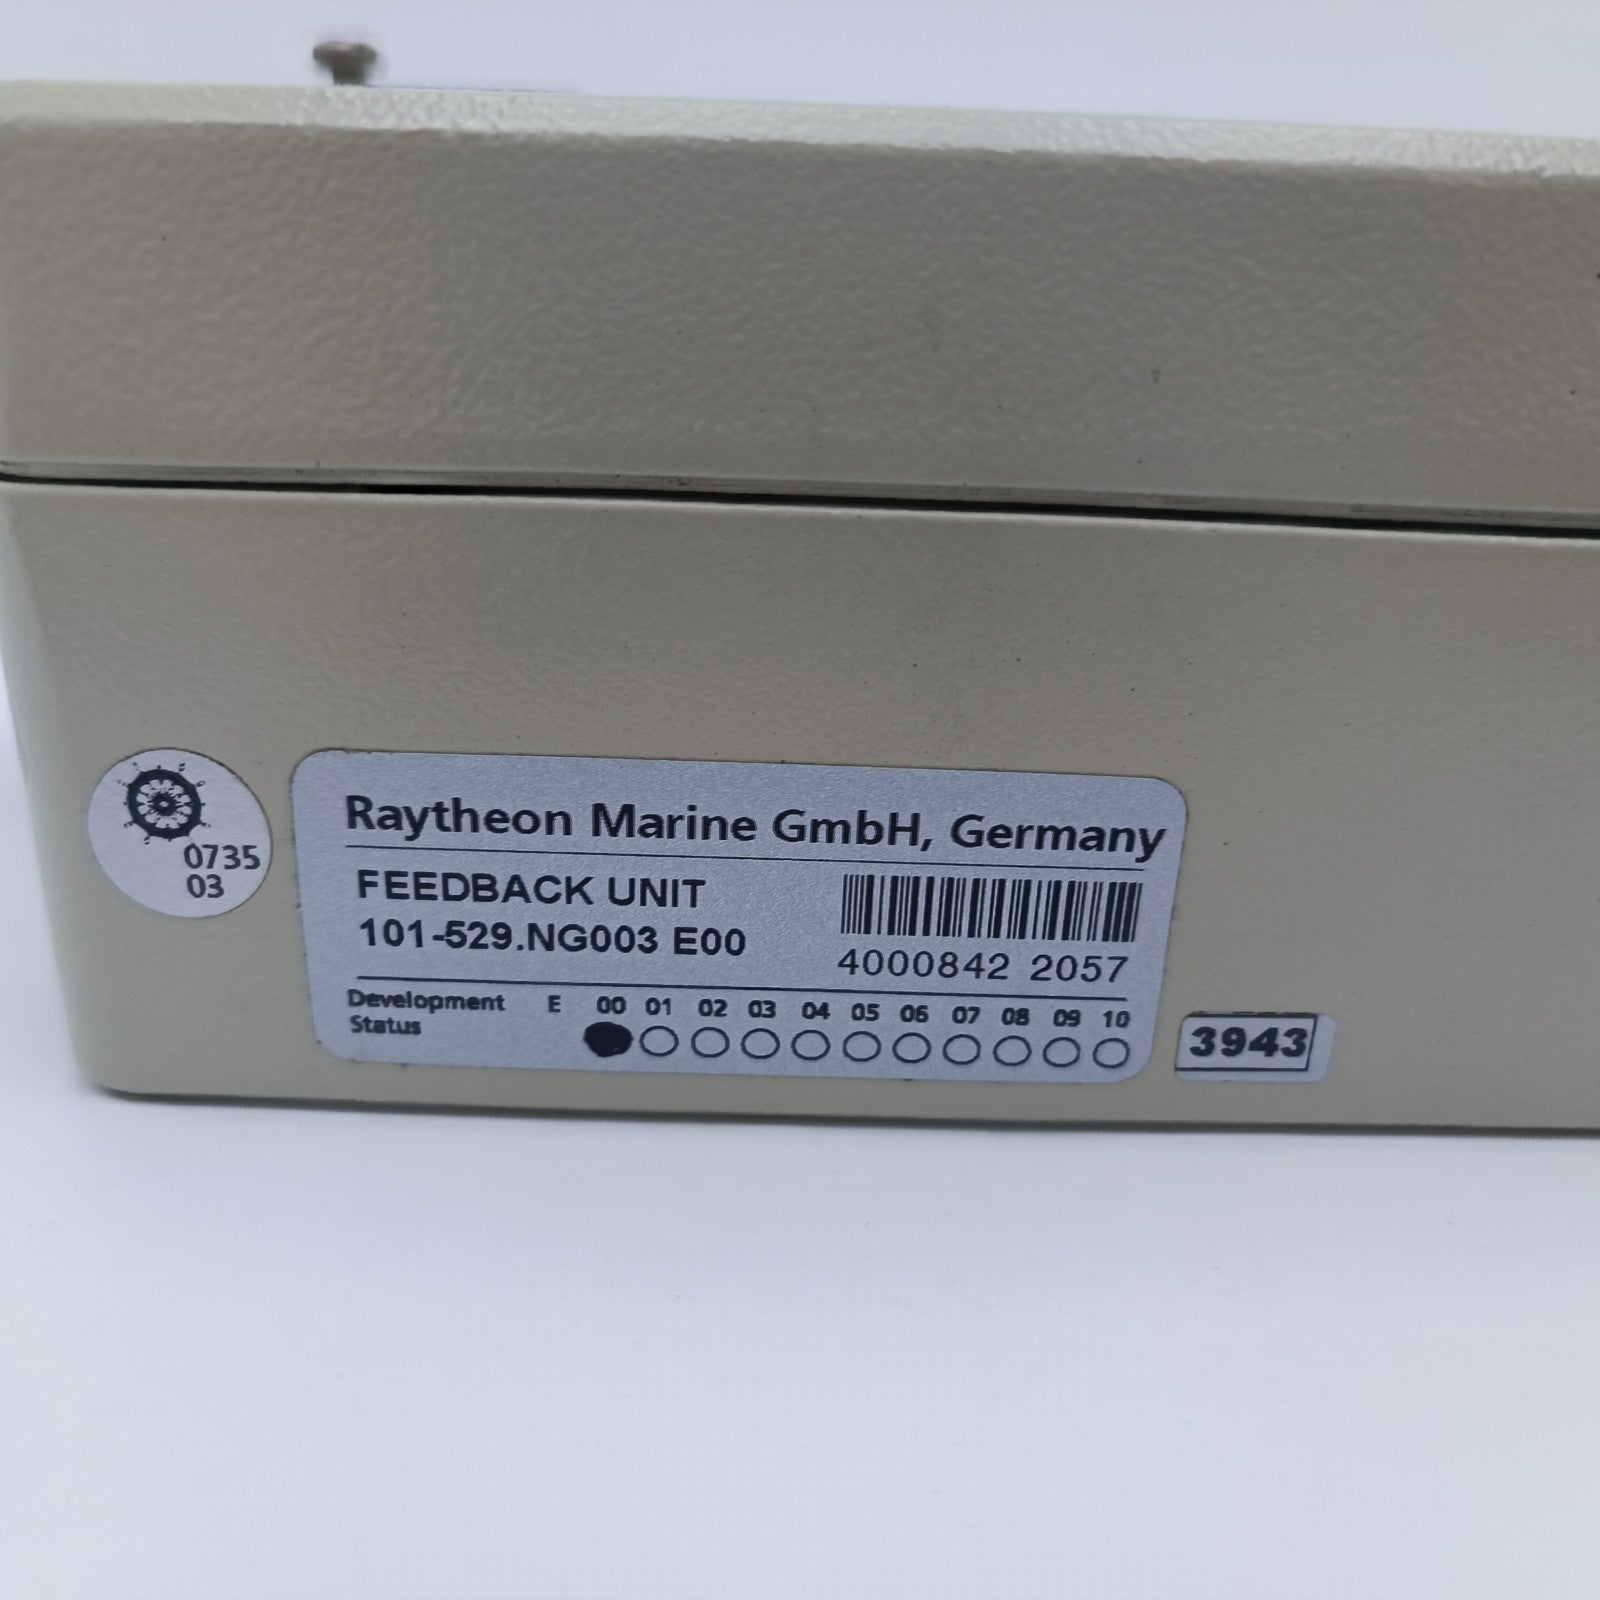 0735
03
Raytheon Marine GmbH, Germany
FEEDBACK UNIT
101-529.NG003 E00
4000842 2057
Development Status E 00 01 02 03 04 05 06 07 08 09 10
3943